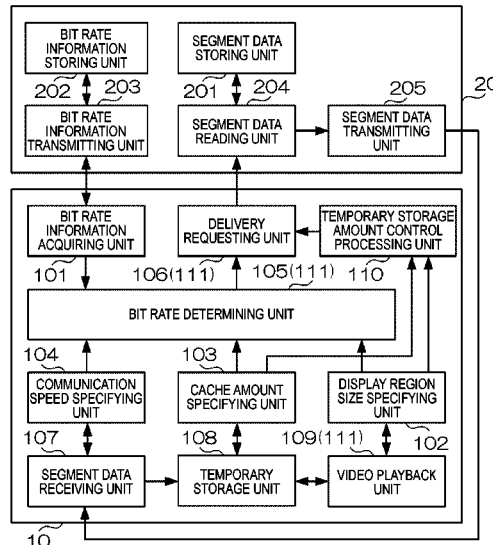 BIT RATE
INFORMATION
STORING UNIT
SEGMENT DATA
STORING UNIT
202
203
201
204
205
20
BIT RATE
INFORMATION
TRANSMITTING UNIT
SEGMENT DATA
READING UNIT
SEGMENT DATA
TRANSMITTING
UNIT
BIT RATE
INFORMATION
ACQUIRING UNIT
DELIVERY
REQUESTING UNIT
TEMPORARY STORAGE
AMOUNT CONTROL
PROCESSING UNIT
101
106(111)
105(111)
110
BIT RATE DETERMINING UNIT
104
103
COMMUNICATION
SPEED SPECIFYING
UNIT
CACHE AMOUNT
SPECIFYING UNIT
DISPLAY REGION
SIZE SPECIFYING
UNIT
107
108
109(111)
102
SEGMENT DATA
RECEIVING UNIT
TEMPORARY
STORAGE UNIT
VIDEO PLAYBACK
UNIT
10